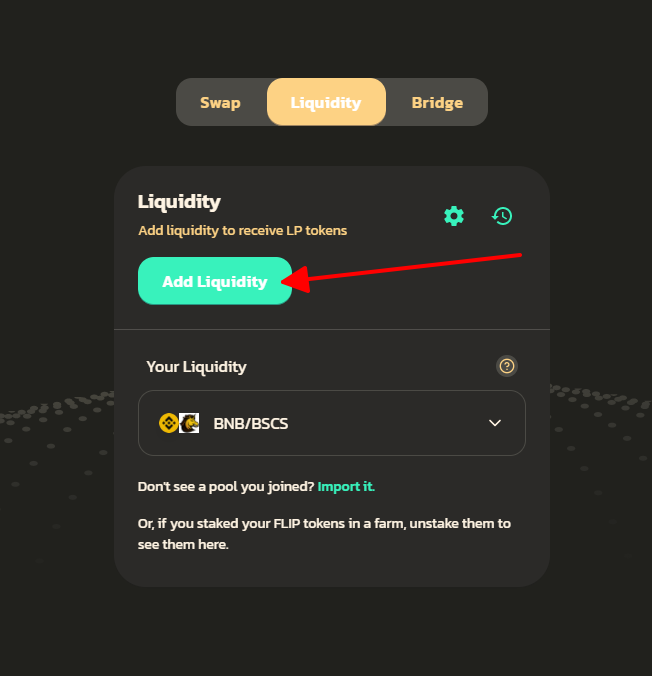 Swap
Liquidity
Bridge
Liquidity
Add liquidity to receive LP tokens
Add Liquidity
Your Liquidity
?
BNB/BSCS
Don't see a pool you joined? Import it.
Or, if you staked your FLIP tokens in a farm, unstake them to
see them here.